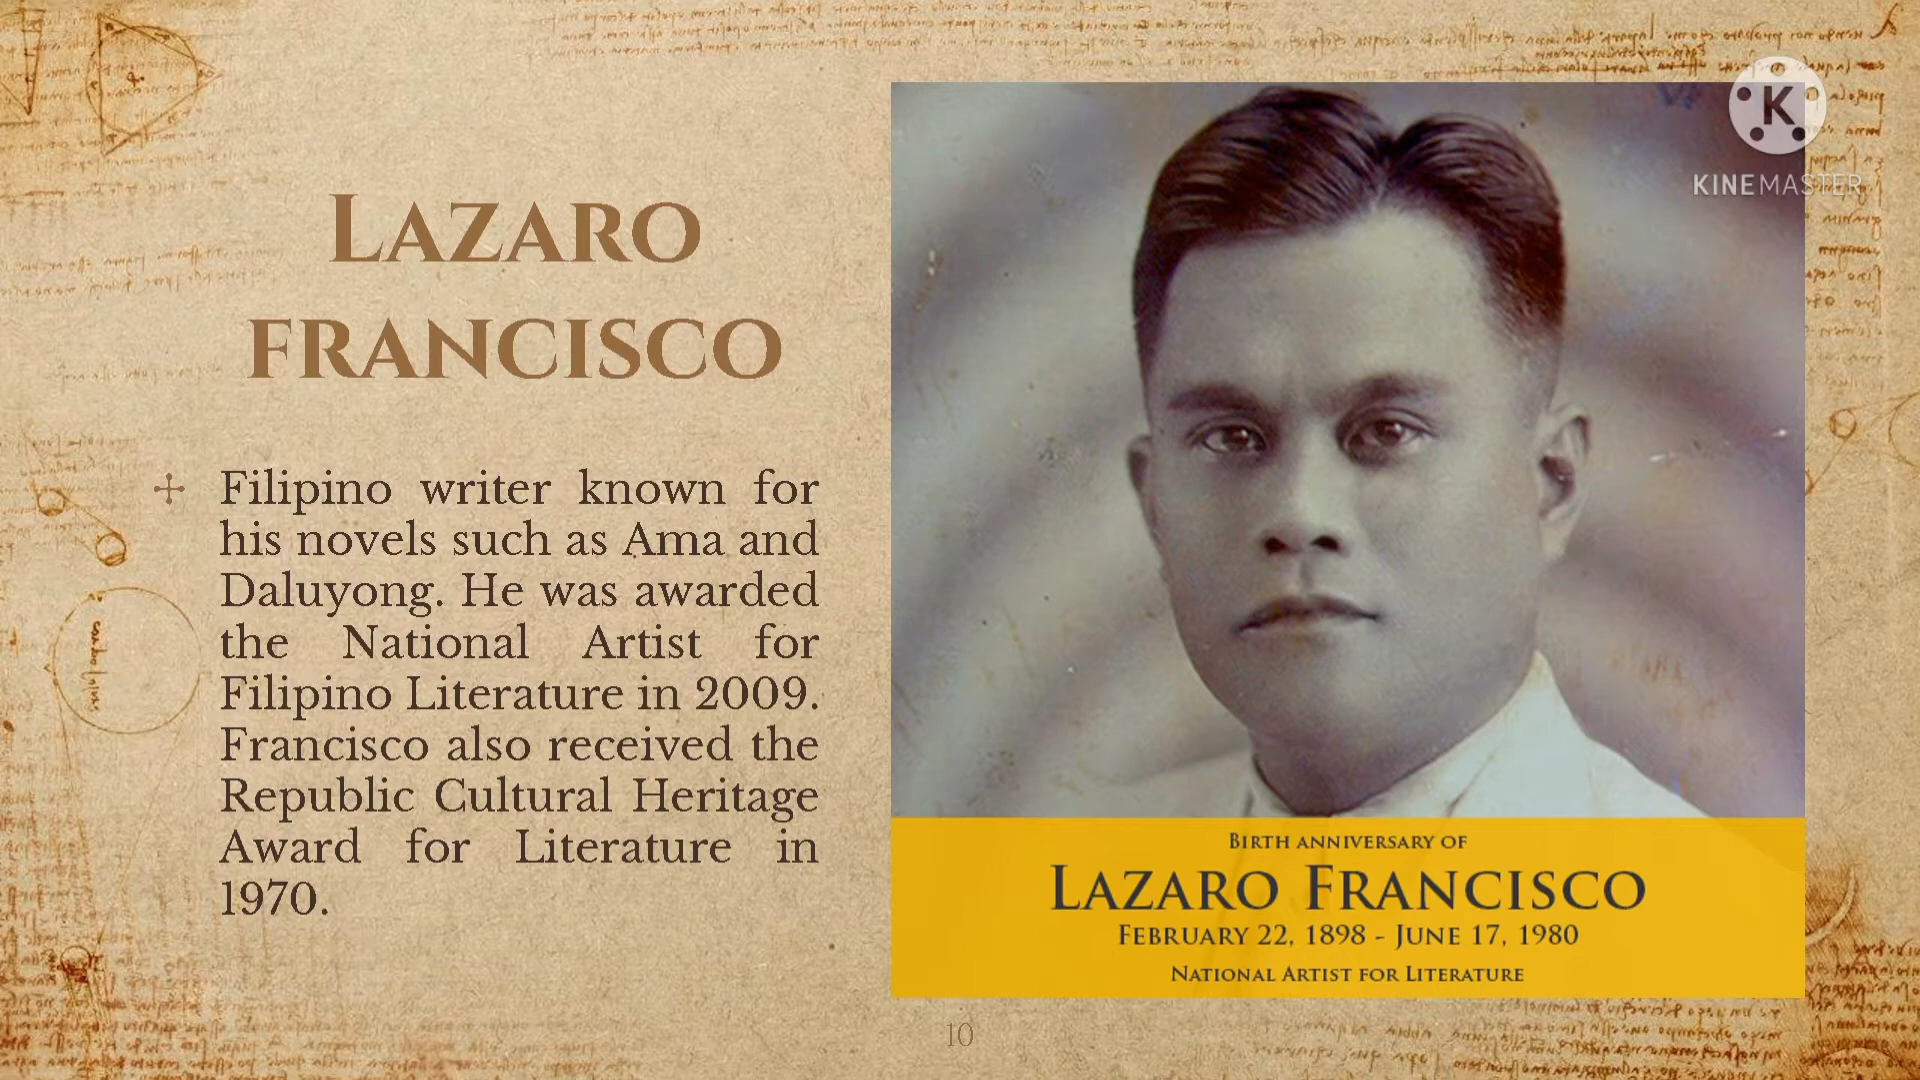 LAZARO
FRANCISCO
Filipino writer known for
his novels such as Ama and
Daluyong. He was awarded
the National Artist for
Filipino Literature in 2009.
Francisco also received the
Republic Cultural Heritage
Award for Literature in
1970.
K
KINEMASTER
BIRTH ANNIVERSARY OF
LAZARO FRANCISCO
FEBRUARY 22, 1898 - JUNE 17, 1980
NATIONAL ARTIST FOR LITERATURE
10